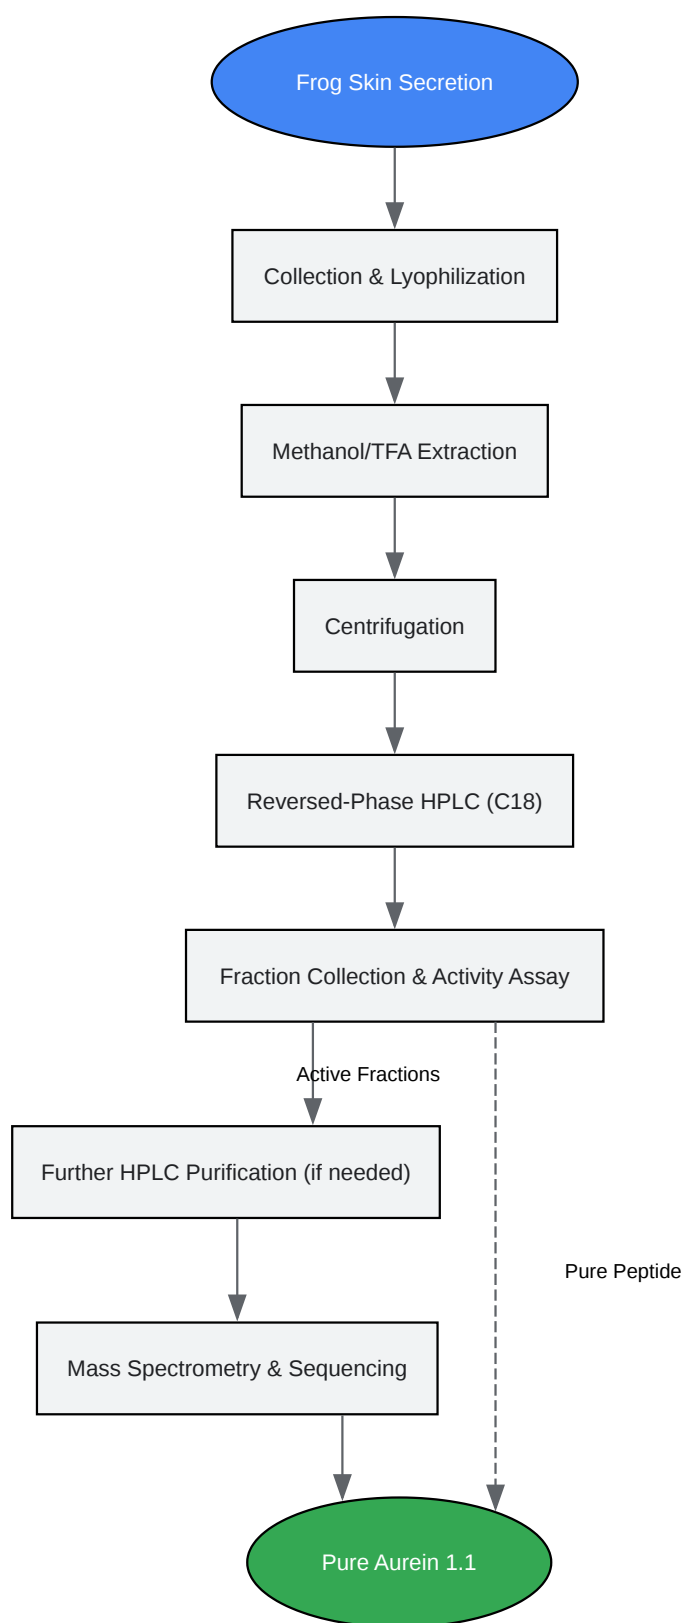 Frog Skin Secretion
Collection & Lyophilization
Methanol/TFA Extraction
Centrifugation
Reversed-Phase HPLC (C18)
Fraction Collection & Activity Assay
Active Fractions
Further HPLC Purification (if needed)
Pure Peptide
Mass Spectrometry & Sequencing
Pure Aurein 1.1